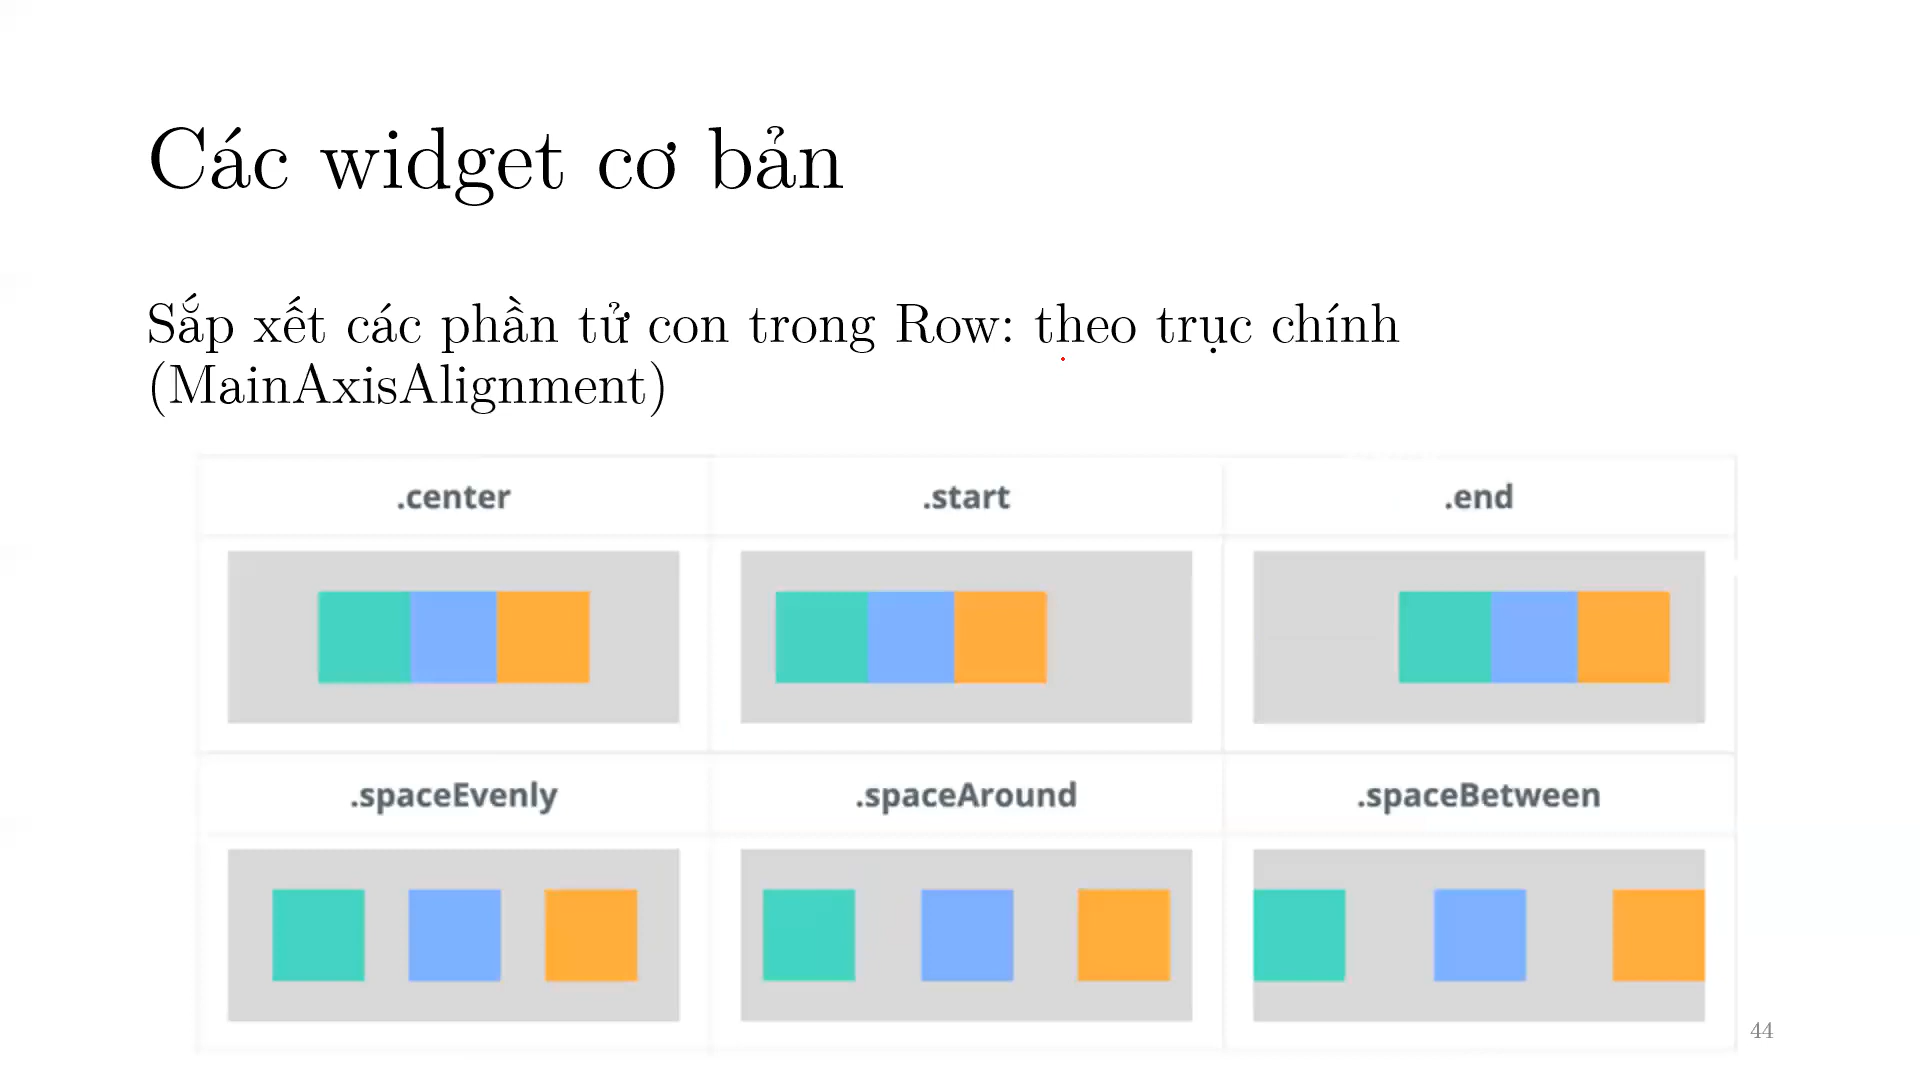 Các widget cơ bản
Sắp xết các phần tử con trong Row: theo trục chính
(MainAxisAlignment)
.center
.start
.end
.spaceEvenly
.spaceAround
.spaceBetween
44